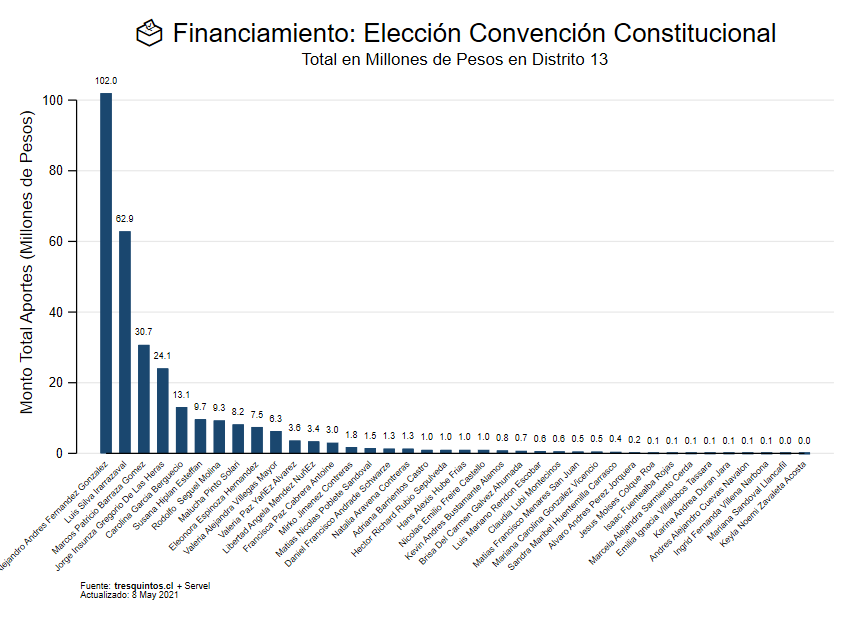 Financiamiento: Elección Convención Constitucional
Total en Millones de Pesos en Distrito 13
Monto Total Aportes (Millones de Pesos)
100
80
60
40
20
0
102.0
62.9
30.7
24.1
13.1
9.7
9.3
8.2
7.5
6.3
3.6
3.4
3.0
1.8
1.5
1.3
1.3
1.0
1.0
1.0
1.0
0.8
0.7
0.6
0.6
0.5
0.5
0.4
0.2
0.1
0.1
0.1
0.1
0.1
0.1
0.1
0.0
0.0
Andres Fernandez Gonzalez
Luis Silva Irarrazaval
Marcos Patricio Barraza Gomez
Jorge Insunza Gregorio De Las Heras
Carolina Garcia Berguecio
Susana Hiplan Esteffan
Rodolfo Seguel Molina
Malucha Pinto Solari
Eleonora Espinoza Hernandez
Valeria Alejandra Villegas Mayor
Valeria Paz YañEz Alvarez
Libertad Angela Mendez NuñEz
Francisca Paz Cabrera Antoine
Mirko Jimenez Contreras
Matias Nicolas Poblete Sandoval
Daniel Francisco Andrade Schwarze
Natalia Aravena Contreras
Adriana Barrientos Castro
Hector Richard Rubio Sepulveda
Hans Alexis Hube Frias
Nicolas Emilio Freire Castillo
Kevin Andres Bustamante Alamos
Brisa Del Carmen Galvez Ahumada
Luis Mariano Rendon Escobar
Claudia Lubi Montecinos
Matias Francisco Menares San Juan
Mariana Carolina Gonzalez Vicencio
Sandra Maribel Huentemilla Carrasco
Alvaro Andres Perez Jorquera
Jesus Moises Colque Roa
Isaac Fuentealba Rojas
Marcela Alejandra Sarmiento Cerda
Emilia Ignacia Villalobos Tassara
Karina Andrea Duran Jara
Andres Alejandro Cuevas Navalon
Ingrid Fernanda Villena Narbona
Mariana Sandoval Llancafil
Keyla Noemi Zavaleta Acosta
Fuente: tresquintos.cl + Servel
Actualizado: 8 May 2021